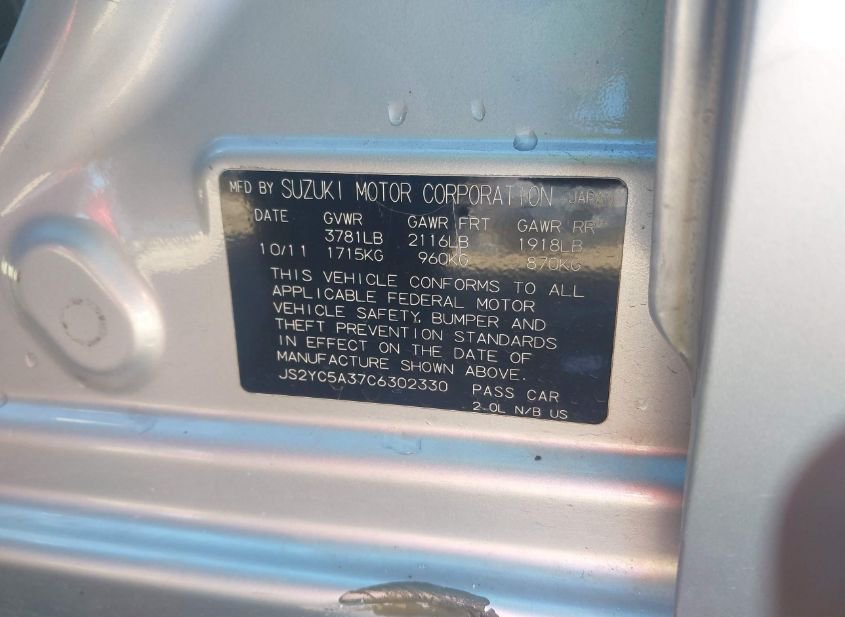 MFD BY SUZUKI MOTOR CORPORATION JAPAN
DATE GVWR GAWR FRT GAWR RR
3781LB 2116LB 1918LB
10/11 1715KG 960KG 870KG
THIS VEHICLE CONFORMS TO ALL
APPLICABLE FEDERAL MOTOR
VEHICLE SAFETY, BUMPER AND
THEFT PREVENTION STANDARDS
IN EFFECT ON THE DATE OF
MANUFACTURE SHOWN ABOVE.
JS2YC5A37C6302330 PASS CAR
2.0L N/B US